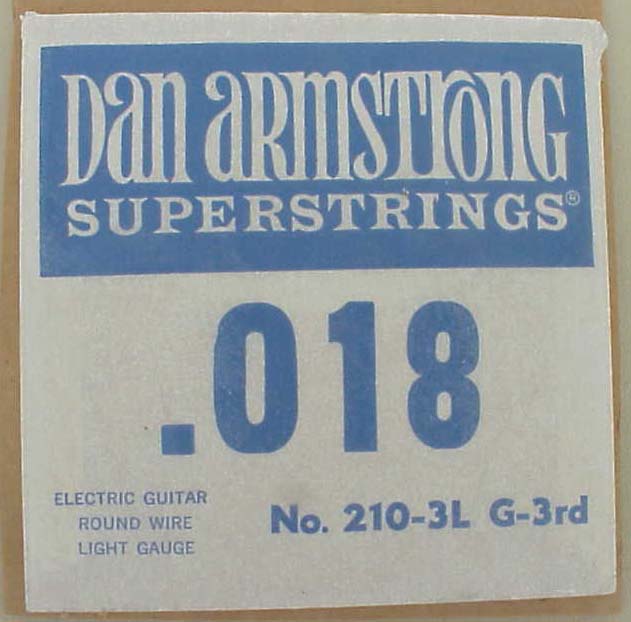 Dan Armstrong
SUPERSTRINGS®
.018
ELECTRIC GUITAR
ROUND WIRE
LIGHT GAUGE
No. 210-3L G-3rd